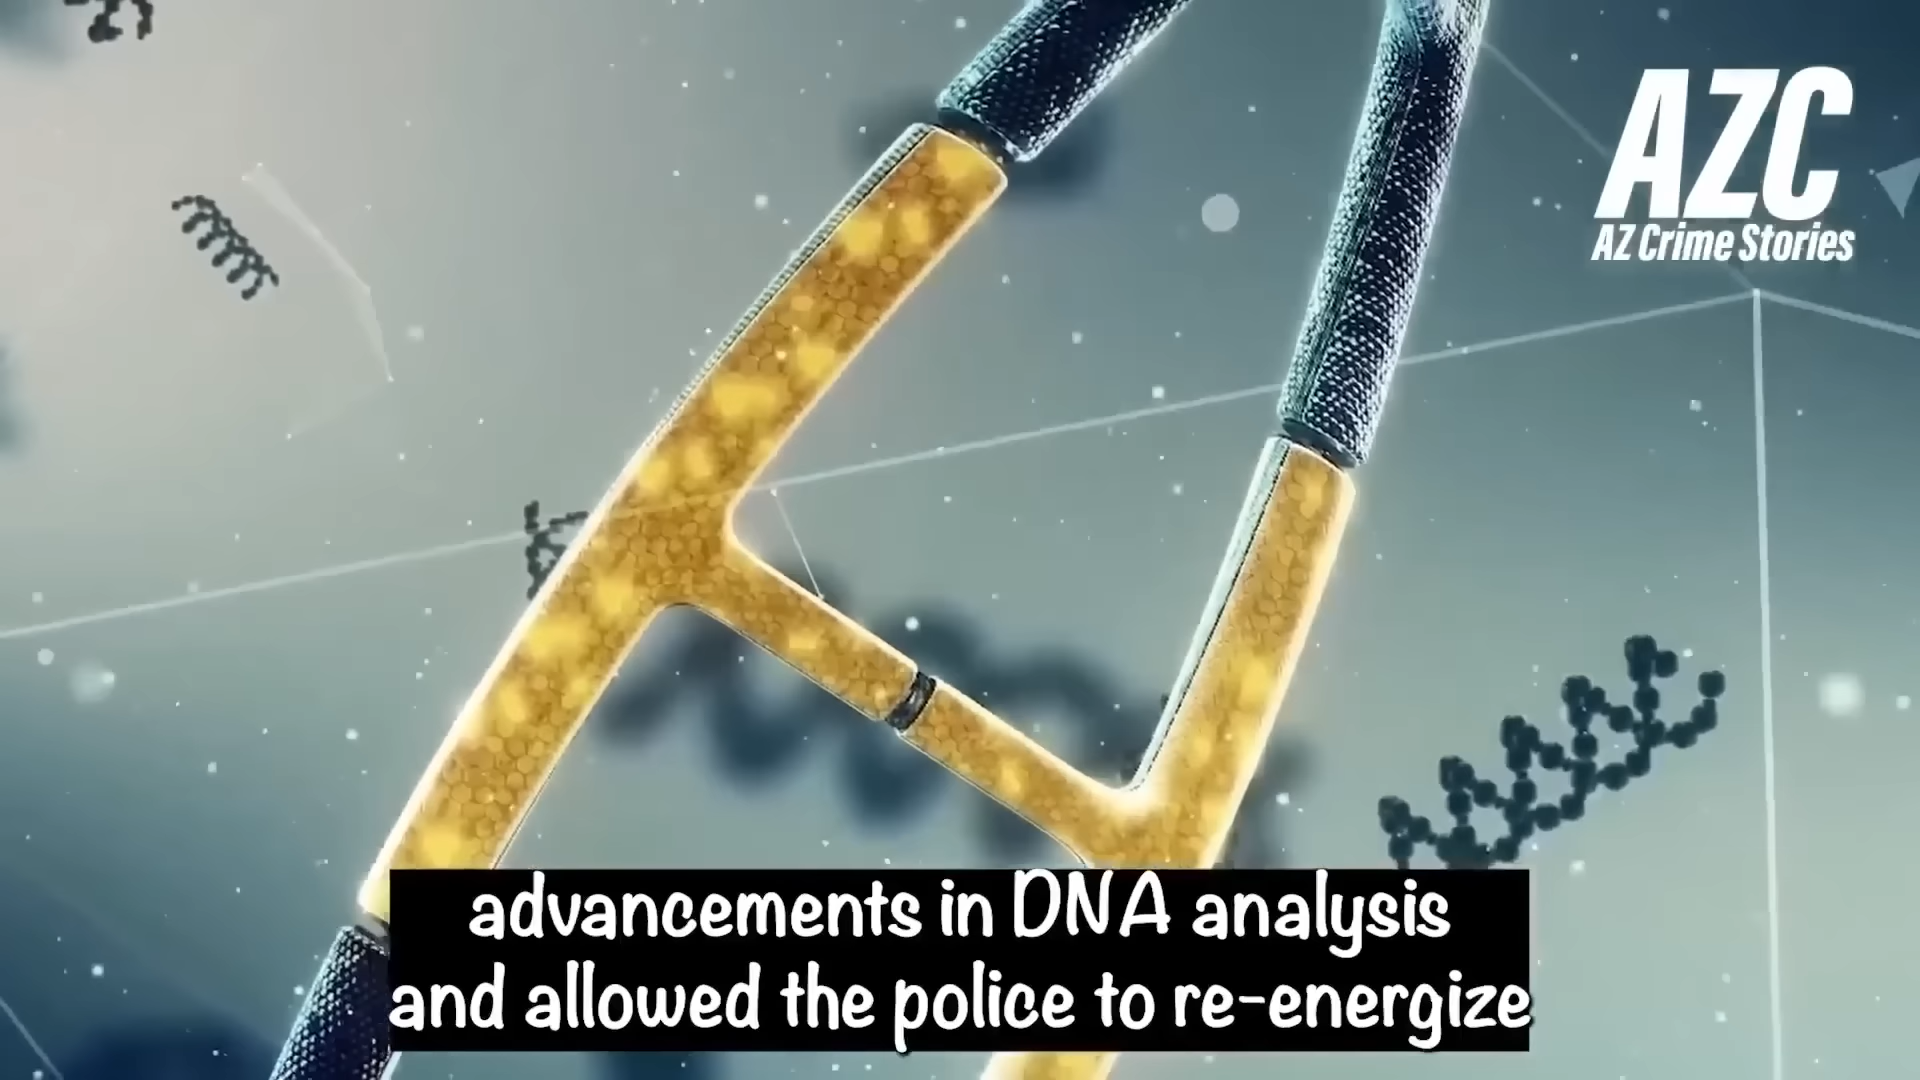 AZC
AZ Crime Stories
advancements in DNA analysis
and allowed the police to re-energize